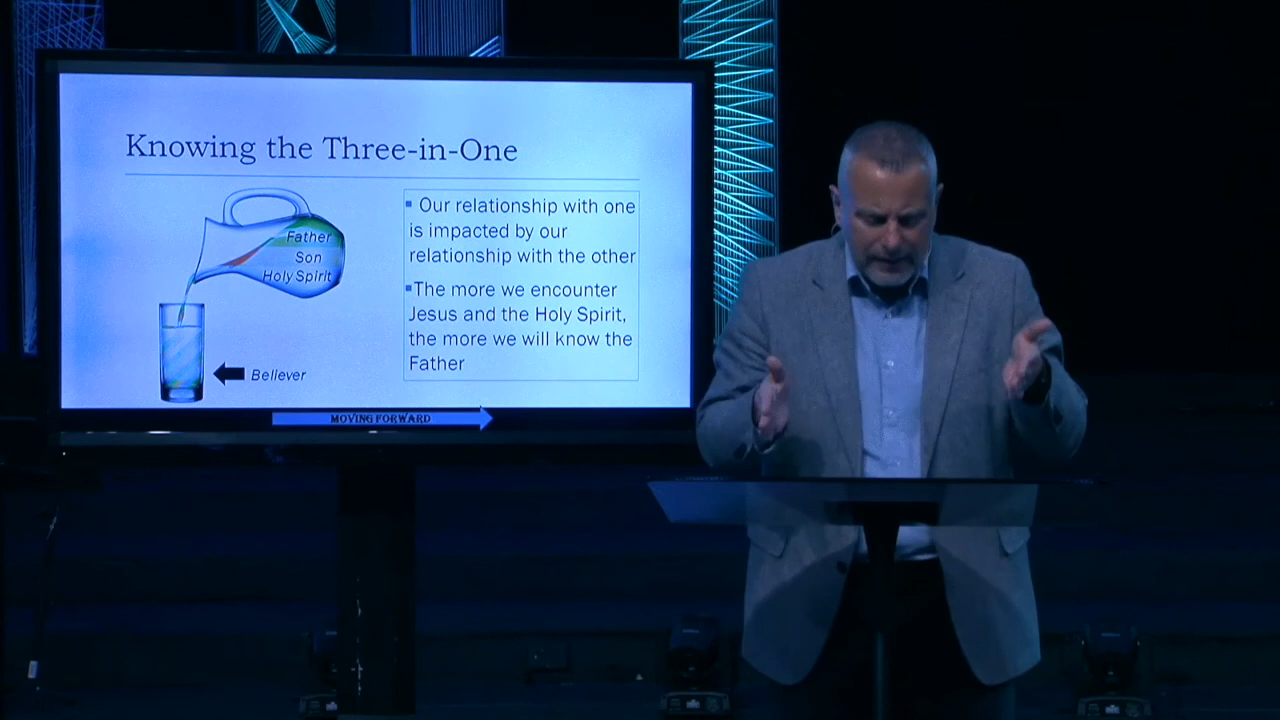 Knowing the Three-in-One
Father
Son
Holy Spirit
Believer
▪ Our relationship with one
is impacted by our
relationship with the other
▪The more we encounter
Jesus and the Holy Spirit,
the more we will know the
Father
MOVING FORWARD